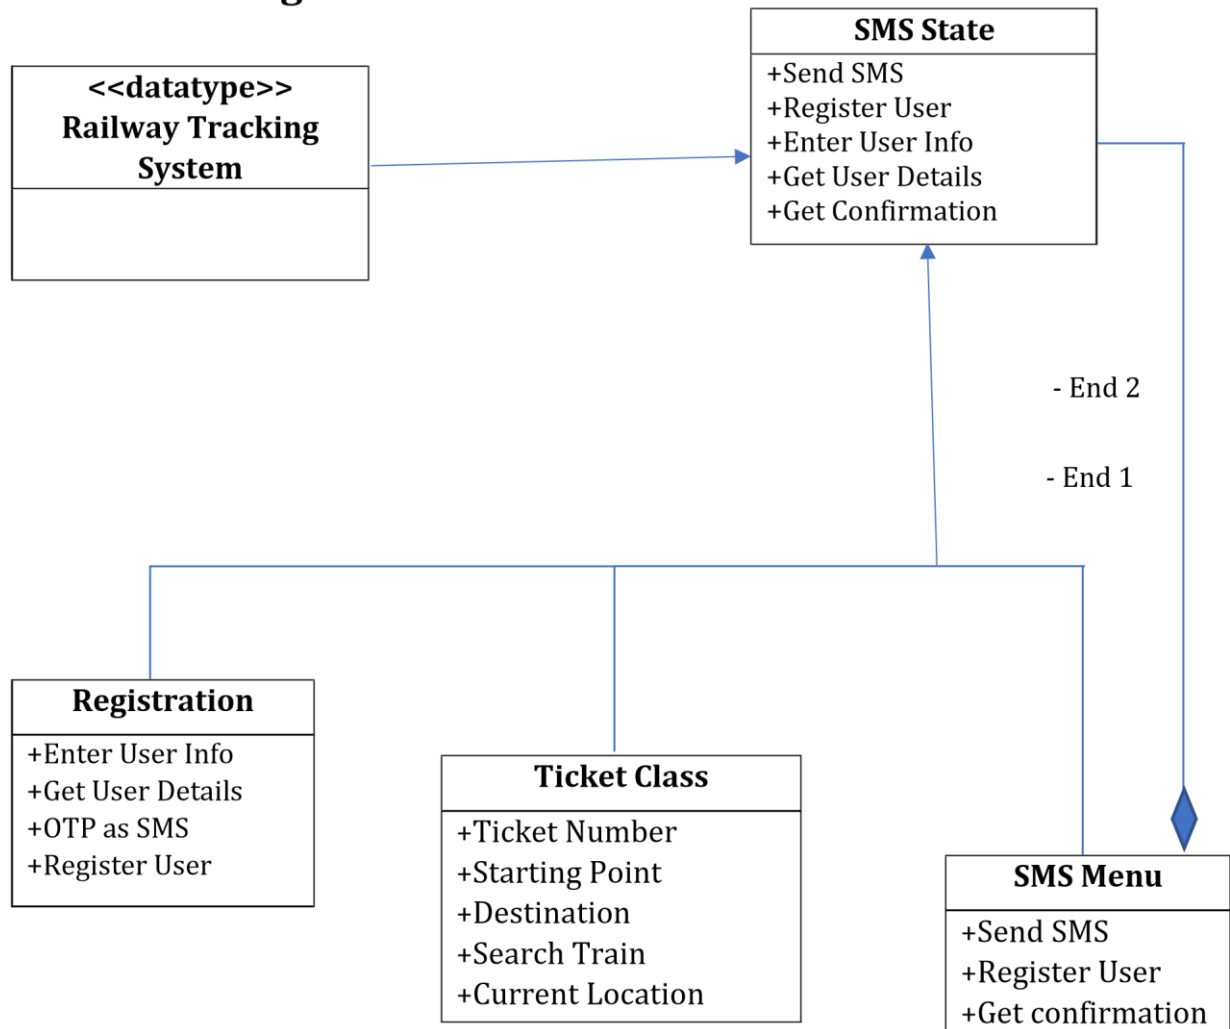 SMS State
+Send SMS
+Register User
+Enter User Info
+Get User Details
+Get Confirmation
<<datatype>>
Railway Tracking
System
- End 2
- End 1
Registration
+Enter User Info
+Get User Details
+OTP as SMS
+Register User
Ticket Class
+Ticket Number
+Starting Point
+Destination
+Search Train
+Current Location
SMS Menu
+Send SMS
+Register User
+Get confirmation